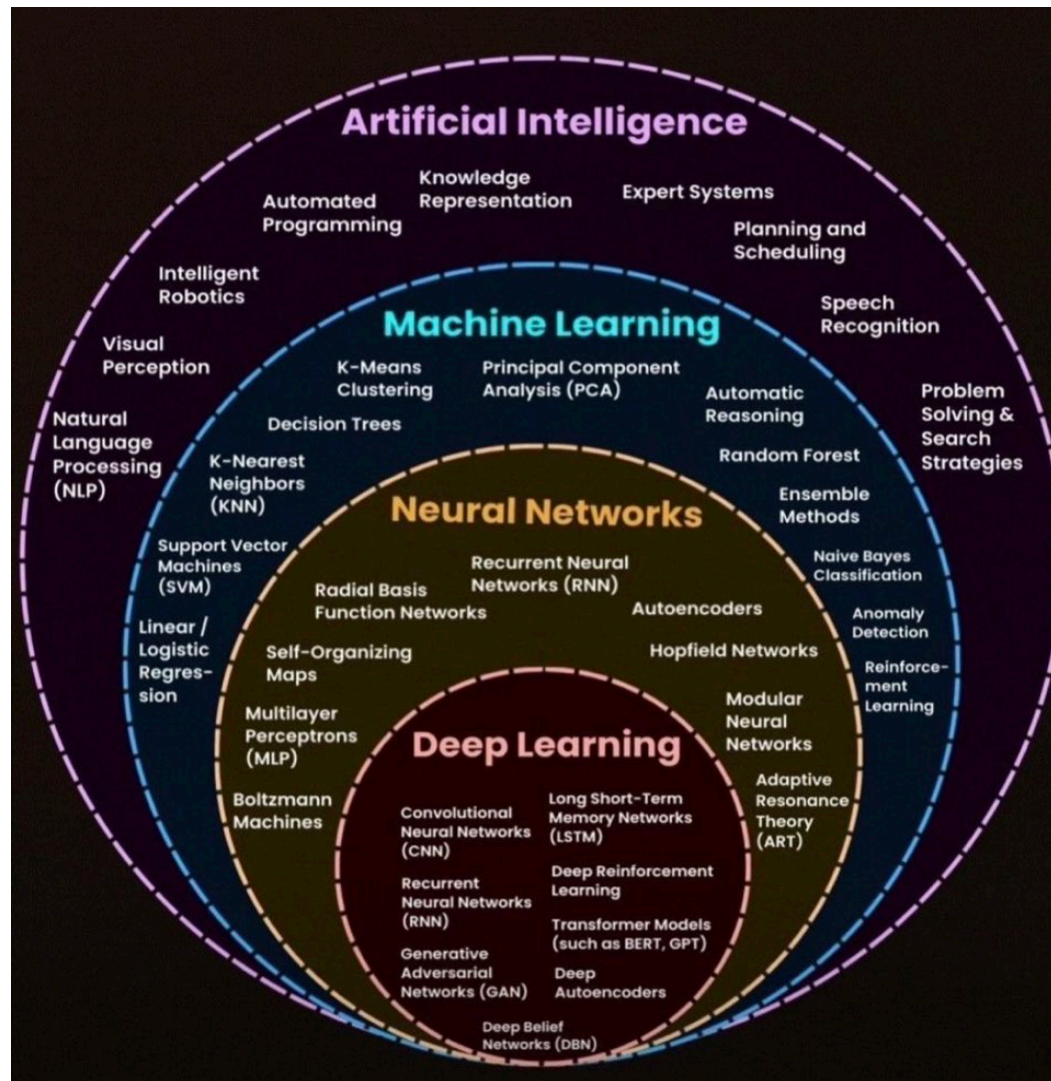 Artificial Intelligence
Knowledge
Representation
Expert Systems
Automated
Programming
Planning and
Scheduling
Intelligent
Robotics
Speech
Recognition
Visual
Perception
Problem
Solving &
Search
Strategies
Natural
Language
Processing
(NLP)
Machine Learning
K-Means
Clustering
Principal Component
Analysis (PCA)
Automatic
Reasoning
Decision Trees
Random Forest
K-Nearest
Neighbors
(KNN)
Ensemble
Methods
Support Vector
Machines
(SVM)
Naive Bayes
Classification
Anomaly
Detection
Linear /
Logistic
Regres-
sion
Reinforce-
ment
Learning
Neural Networks
Recurrent Neural
Networks (RNN)
Radial Basis
Function Networks
Autoencoders
Self-Organizing
Maps
Hopfield Networks
Multilayer
Perceptrons
(MLP)
Modular
Neural
Networks
Boltzmann
Machines
Adaptive
Resonance
Theory
(ART)
Deep Learning
Convolutional
Neural Networks
(CNN)
Long Short-Term
Memory Networks
(LSTM)
Recurrent
Neural Networks
(RNN)
Deep Reinforcement
Learning
Transformer Models
(such as BERT, GPT)
Generative
Adversarial
Networks (GAN)
Deep
Autoencoders
Deep Belief
Networks (DBN)